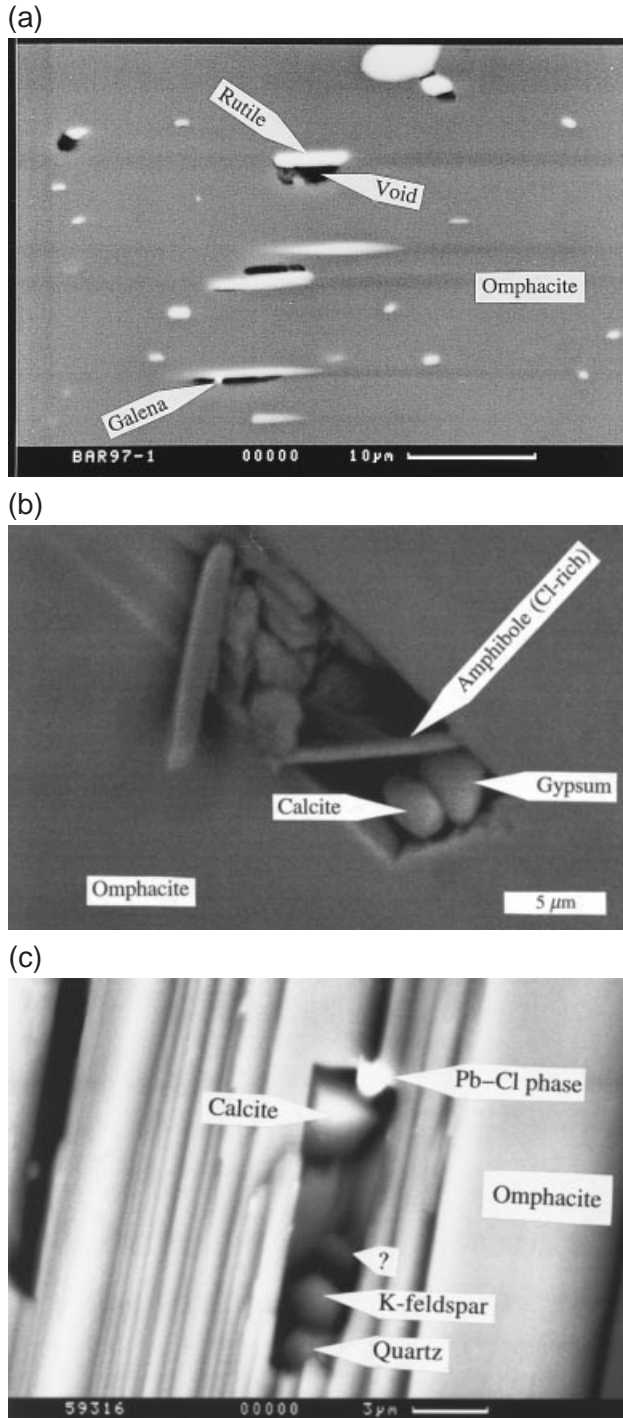 (a)
Rutile
Void
Omphacite
Galena
BAR97-1 00000 10μm
(b)
Amphibole (Cl-rich)
Gypsum
Calcite
Omphacite
5 μm
(c)
Pb–Cl phase
Calcite
Omphacite
?
K-feldspar
Quartz
59316 00000 3μm